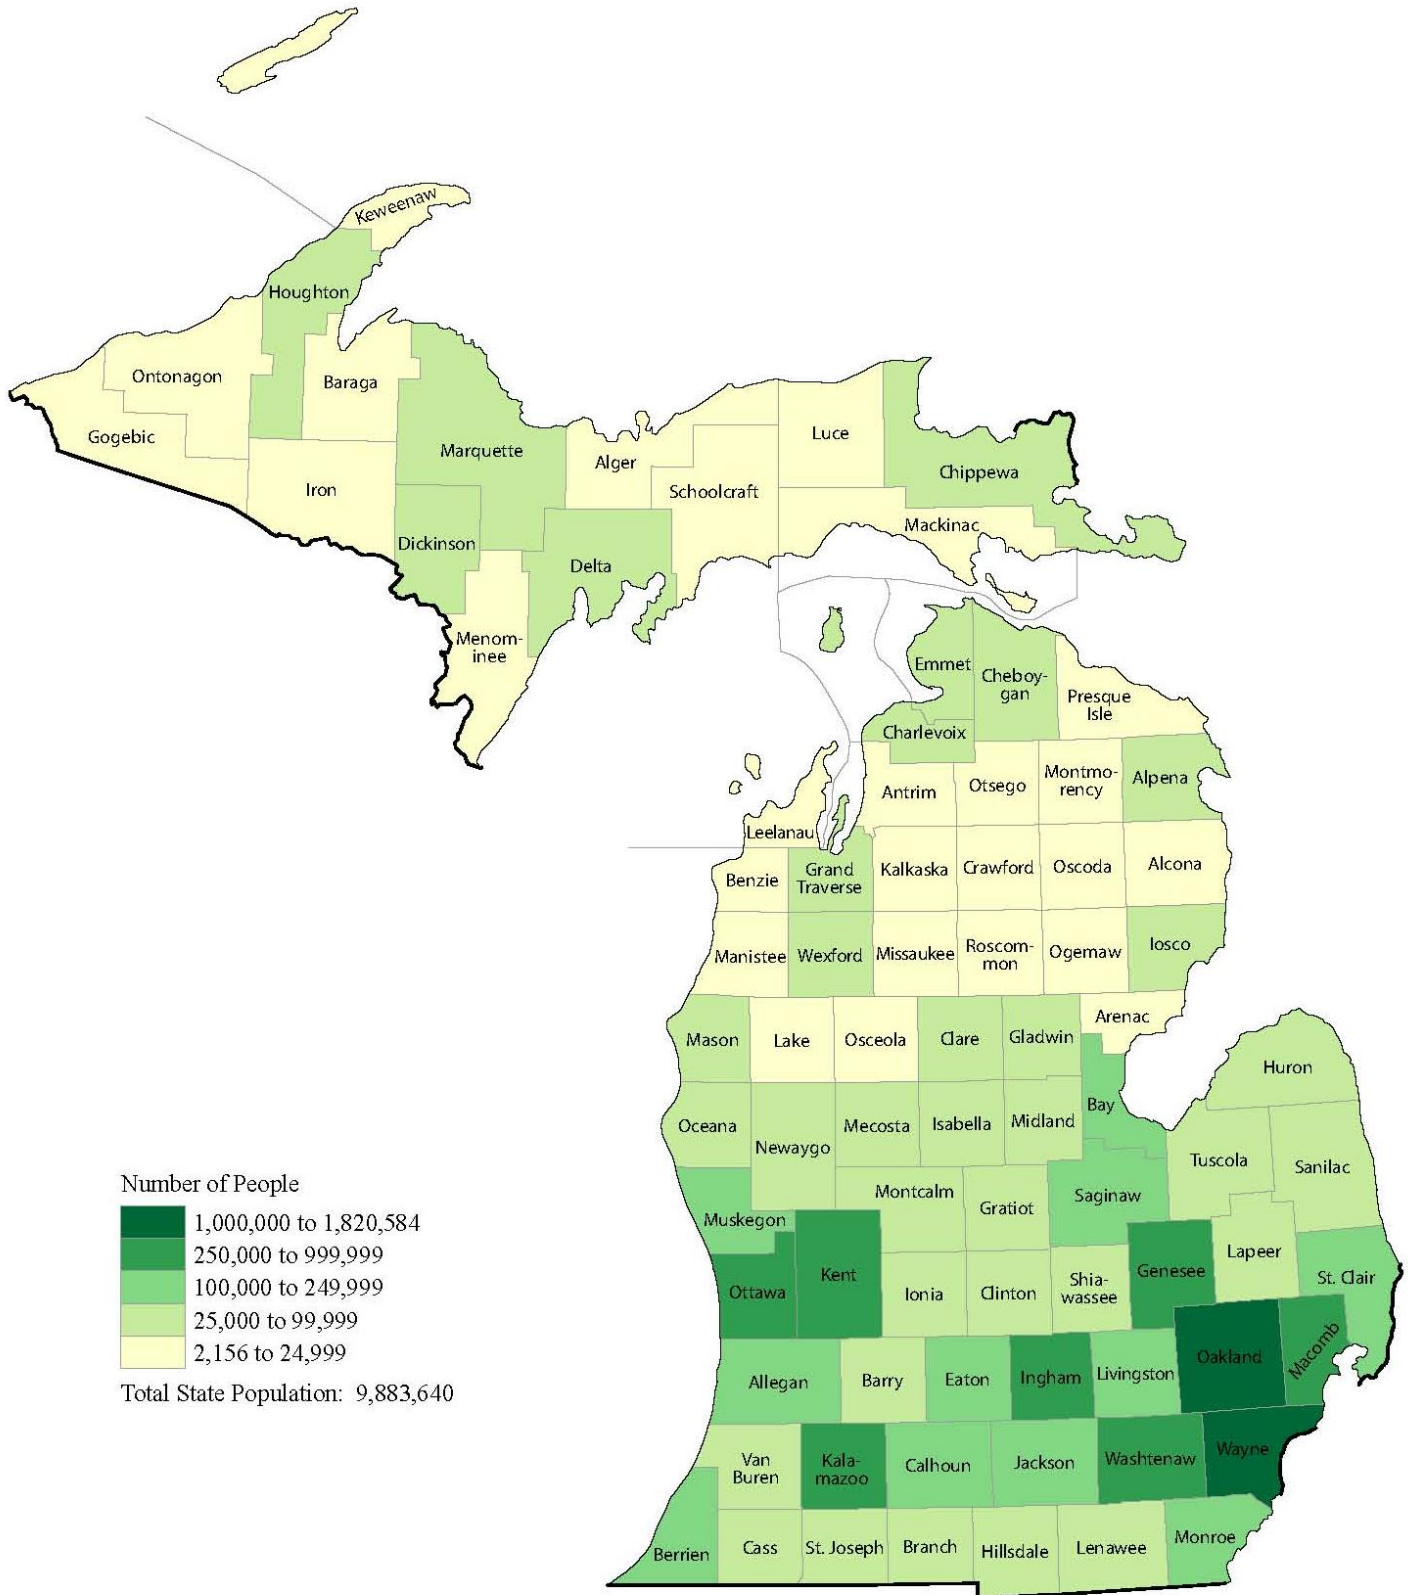 Keweenaw
Houghton
Ontonagon
Baraga
Gogebic
Marquette
Iron
Alger
Luce
Schoolcraft
Chippewa
Mackinac
Dickinson
Delta
Menom-
inee
Emmet
Cheboy-
gan
Presque
Isle
Charlevoix
Antrim
Otsego
Montmo-
rency
Alpena
Leelanau
Benzie
Grand
Traverse
Kalkaska
Crawford
Oscoda
Alcona
Manistee
Wexford
Missaukee
Roscom-
mon
Ogemaw
Iosco
Arenac
Mason
Lake
Osceola
Clare
Gladwin
Huron
Bay
Oceana
Newaygo
Mecosta
Isabella
Midland
Tuscola
Sanilac
Montcalm
Gratiot
Saginaw
Muskegon
Lapeer
Kent
Ottawa
Ionia
Clinton
Shia-
wassee
Genesee
St. Clair
Oakland
Macomb
Allegan
Barry
Eaton
Ingham
Livingston
Van
Buren
Kala-
mazoo
Calhoun
Jackson
Washtenaw
Wayne
Berrien
Cass
St. Joseph
Branch
Hillsdale
Lenawee
Monroe
Number of People
1,000,000 to 1,820,584
250,000 to 999,999
100,000 to 249,999
25,000 to 99,999
2,156 to 24,999
Total State Population: 9,883,640